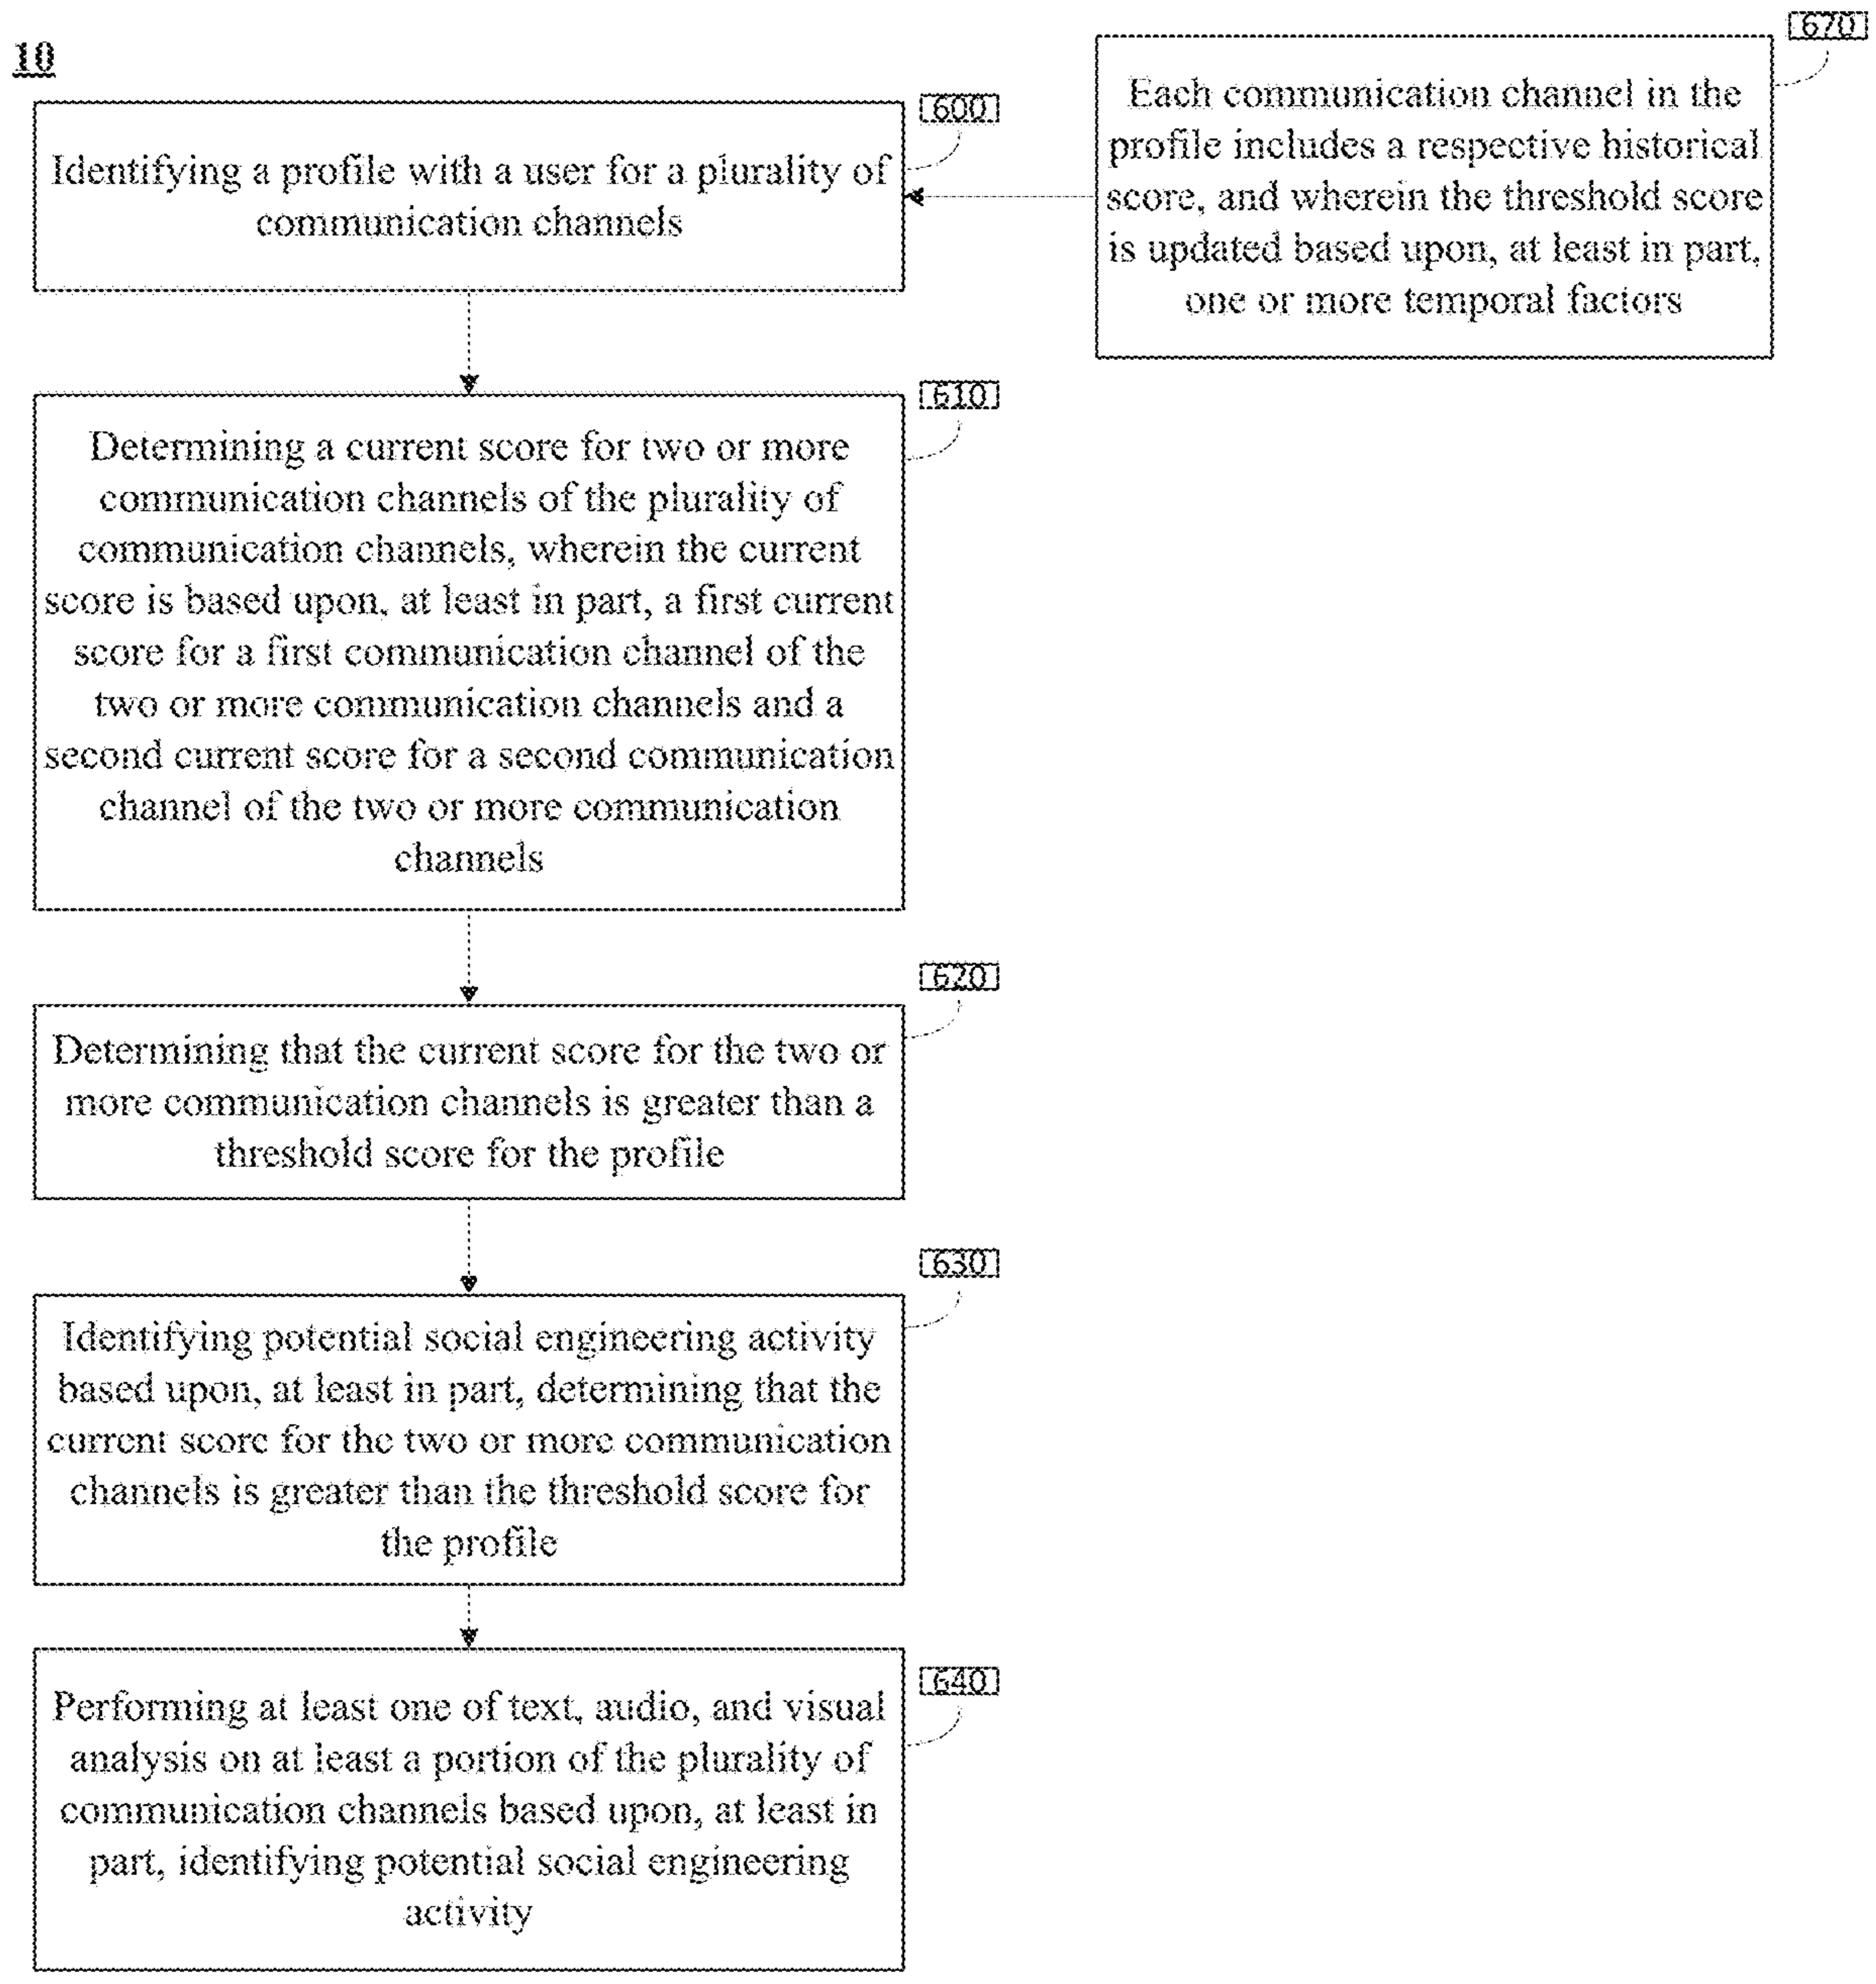 10
600
Identifying a profile with a user for a plurality of
communication channels
670
Each communication channel in the
profile includes a respective historical
score, and wherein the threshold score
is updated based upon, at least in part,
one or more temporal factors
610
Determining a current score for two or more
communication channels of the plurality of
communication channels, wherein the current
score is based upon, at least in part, a first current
score for a first communication channel of the
two or more communication channels and a
second current score for a second communication
channel of the two or more communication
channels
620
Determining that the current score for the two or
more communication channels is greater than a
threshold score for the profile
630
Identifying potential social engineering activity
based upon, at least in part, determining that the
current score for the two or more communication
channels is greater than the threshold score for
the profile
640
Performing at least one of text, audio, and visual
analysis on at least a portion of the plurality of
communication channels based upon, at least in
part, identifying potential social engineering
activity